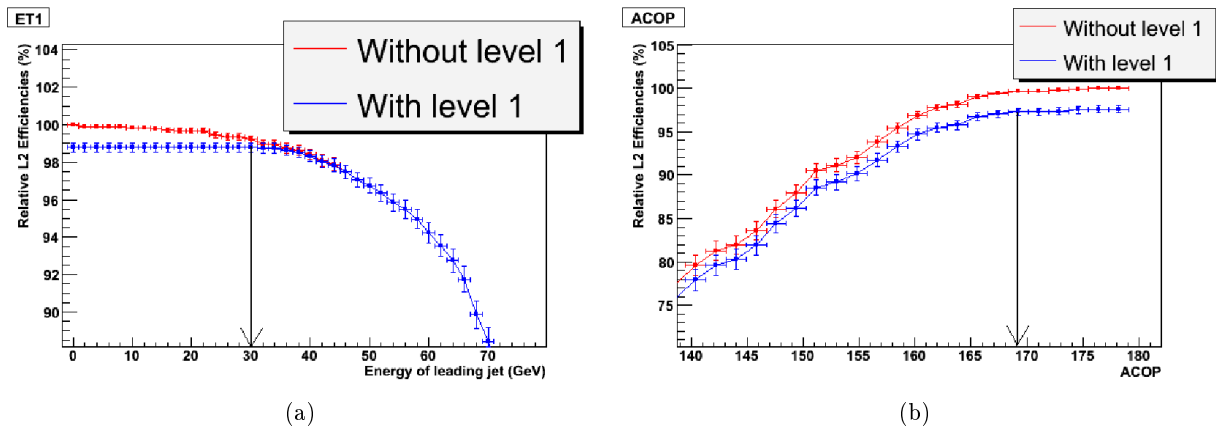 ET1
Without level 1
With level 1
Relative L2 Efficiencies (%)
104
102
100
98
96
94
92
90
0 10 20 30 40 50 60 70
Energy of leading jet (GeV)
(a)
ACOP
Without level 1
With level 1
Relative L2 Efficiencies (%)
105
100
95
90
85
80
75
140 145 150 155 160 165 170 175 180
ACOP
(b)